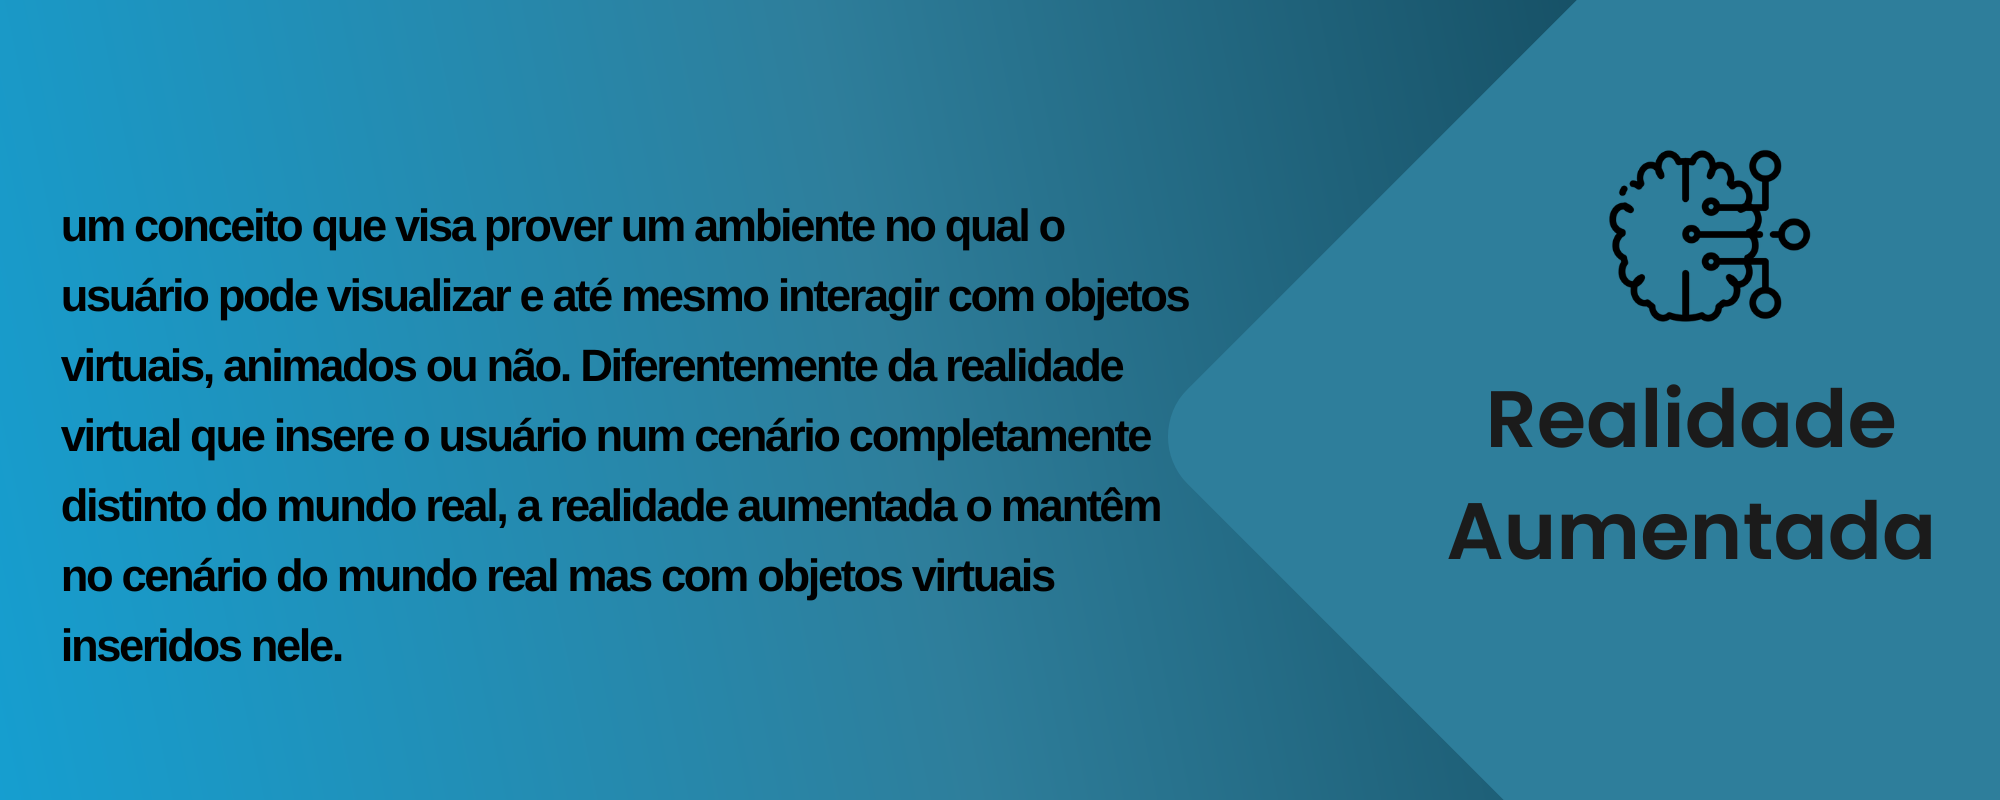 um conceito que visa prover um ambiente no qual o
usuário pode visualizar e até mesmo interagir com objetos
virtuais, animados ou não. Diferentemente da realidade
virtual que insere o usuário num cenário completamente
distinto do mundo real, a realidade aumentada o mantêm
no cenário do mundo real mas com objetos virtuais
inseridos nele.
Realidade
Aumentada